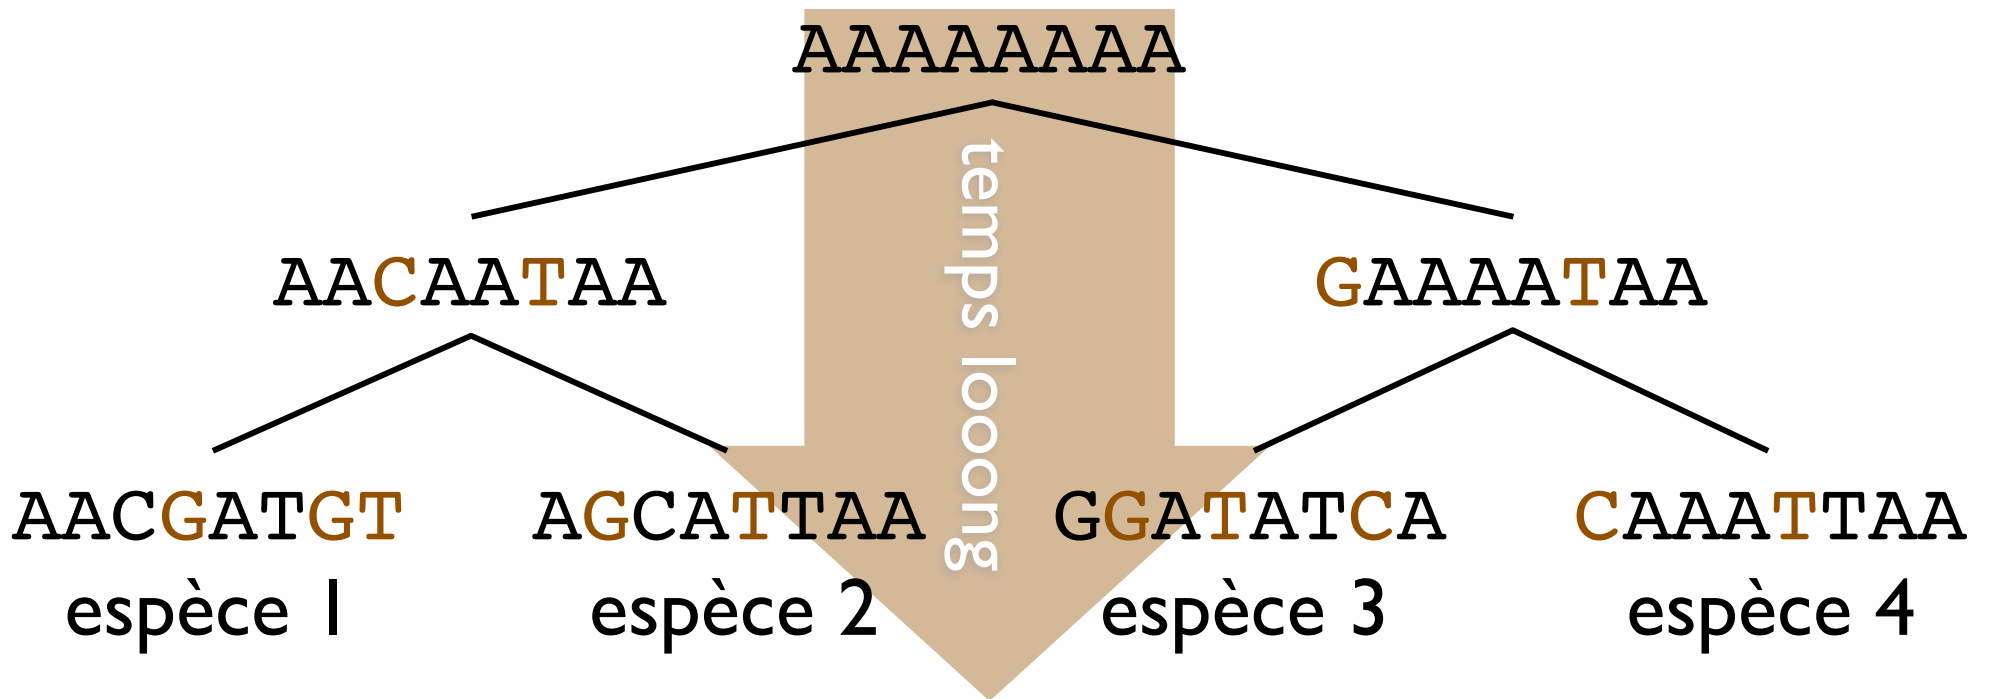 AAAAAAAA
temps looong
AACAATAA
GAAAATAA
AACGATGT
AGCATTAA
GGATATCA
CAAATTAA
espèce 1
espèce 2
espèce 3
espèce 4